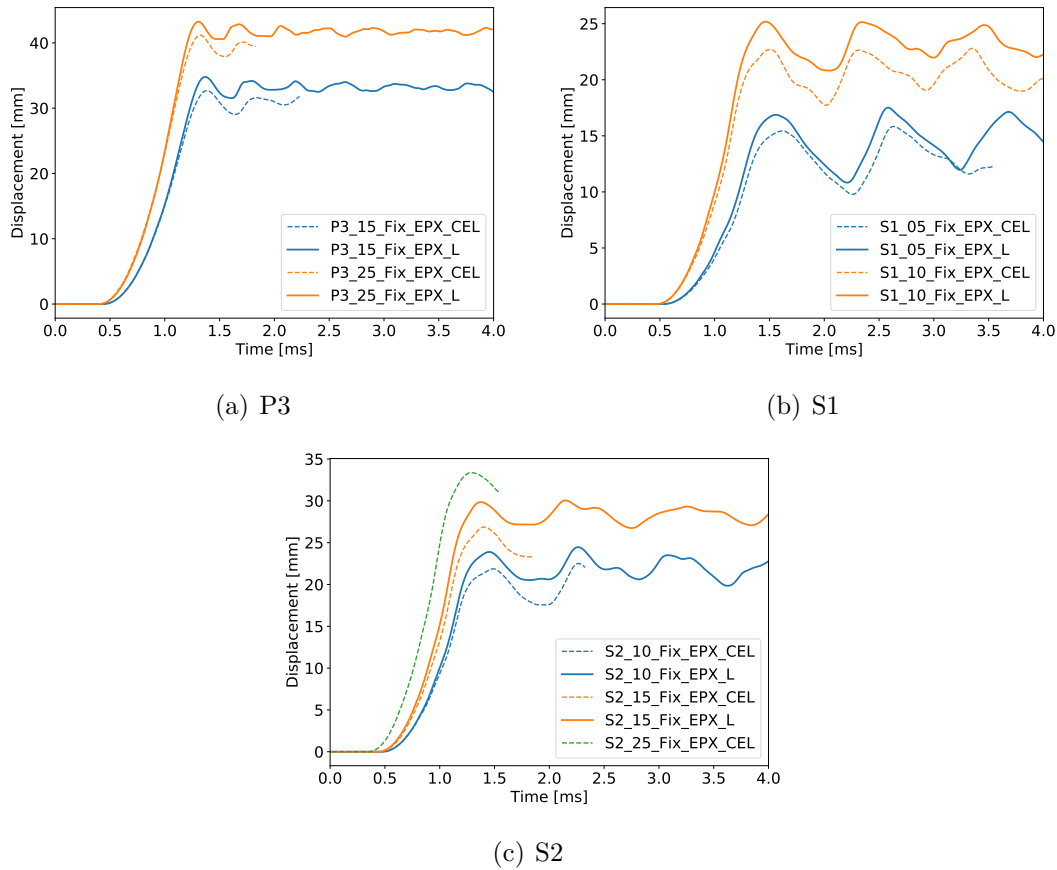 Displacement [mm]
40
30
20
10
0
P3_15_Fix_EPX_CEL
P3_15_Fix_EPX_L
P3_25_Fix_EPX_CEL
P3_25_Fix_EPX_L
0.0 0.5 1.0 1.5 2.0 2.5 3.0 3.5 4.0
Time [ms]
(a) P3
Displacement [mm]
25
20
15
10
5
0
S1_05_Fix_EPX_CEL
S1_05_Fix_EPX_L
S1_10_Fix_EPX_CEL
S1_10_Fix_EPX_L
0.0 0.5 1.0 1.5 2.0 2.5 3.0 3.5 4.0
Time [ms]
(b) S1
Displacement [mm]
35
30
25
20
15
10
5
0
S2_10_Fix_EPX_CEL
S2_10_Fix_EPX_L
S2_15_Fix_EPX_CEL
S2_15_Fix_EPX_L
S2_25_Fix_EPX_CEL
0.0 0.5 1.0 1.5 2.0 2.5 3.0 3.5 4.0
Time [ms]
(c) S2